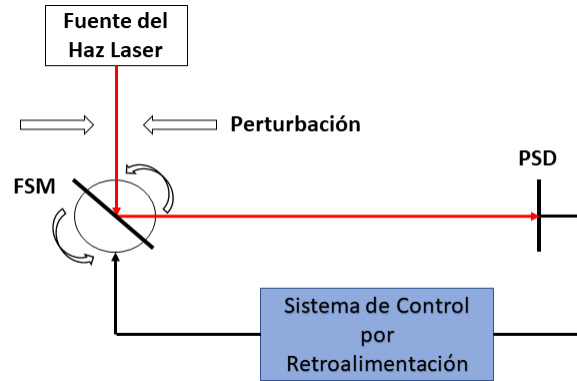 Fuente del
Haz Laser
Perturbación
PSD
FSM
Sistema de Control
por
Retroalimentación